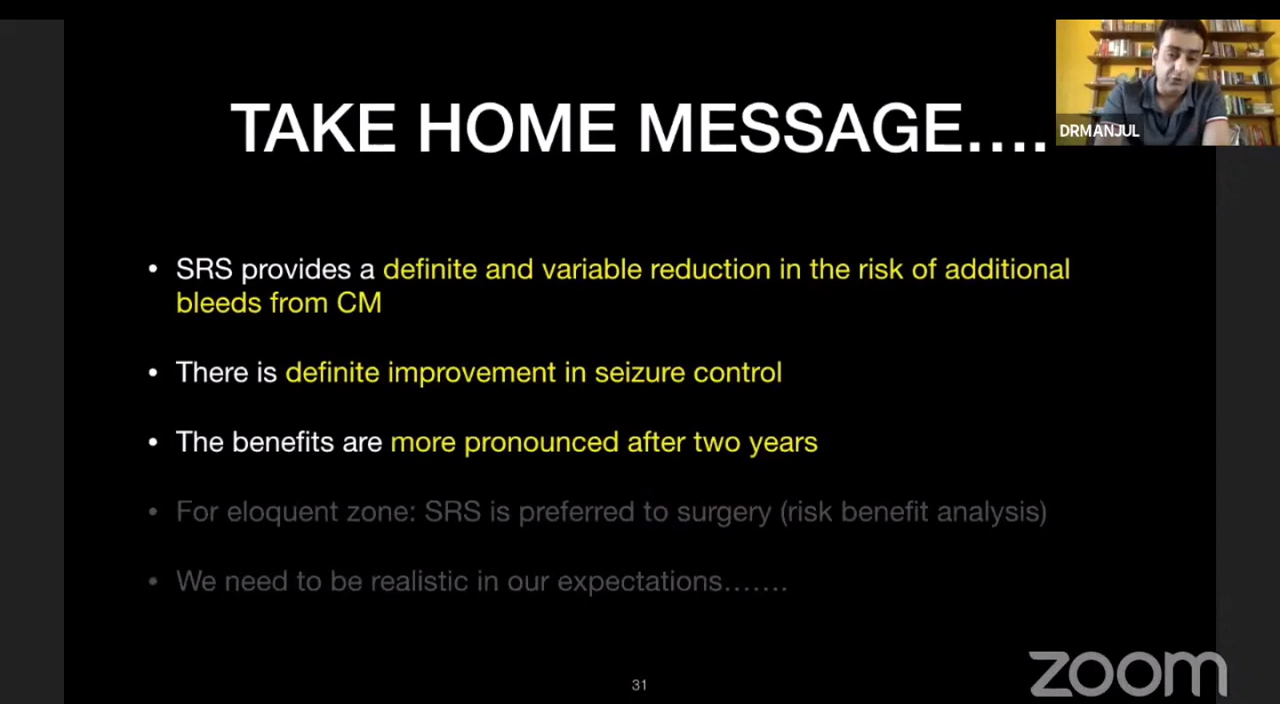 TAKE HOME MESSAGE....
DRMANJUL
• SRS provides a definite and variable reduction in the risk of additional
bleeds from CM
• There is definite improvement in seizure control
• The benefits are more pronounced after two years
• For eloquent zone: SRS is preferred to surgery (risk benefit analysis)
• We need to be realistic in our expectations.......
31
zoom